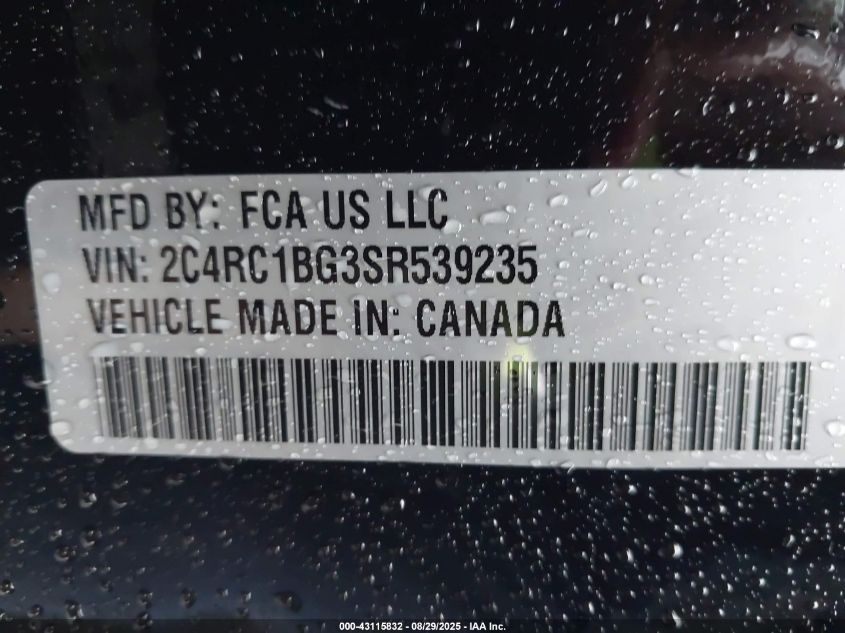 MFD BY: FCA US LLC
VIN: 2C4RC1BG3SR539235
VEHICLE MADE IN: CANADA
000-43115832 - 08/29/2025 - IAA Inc.